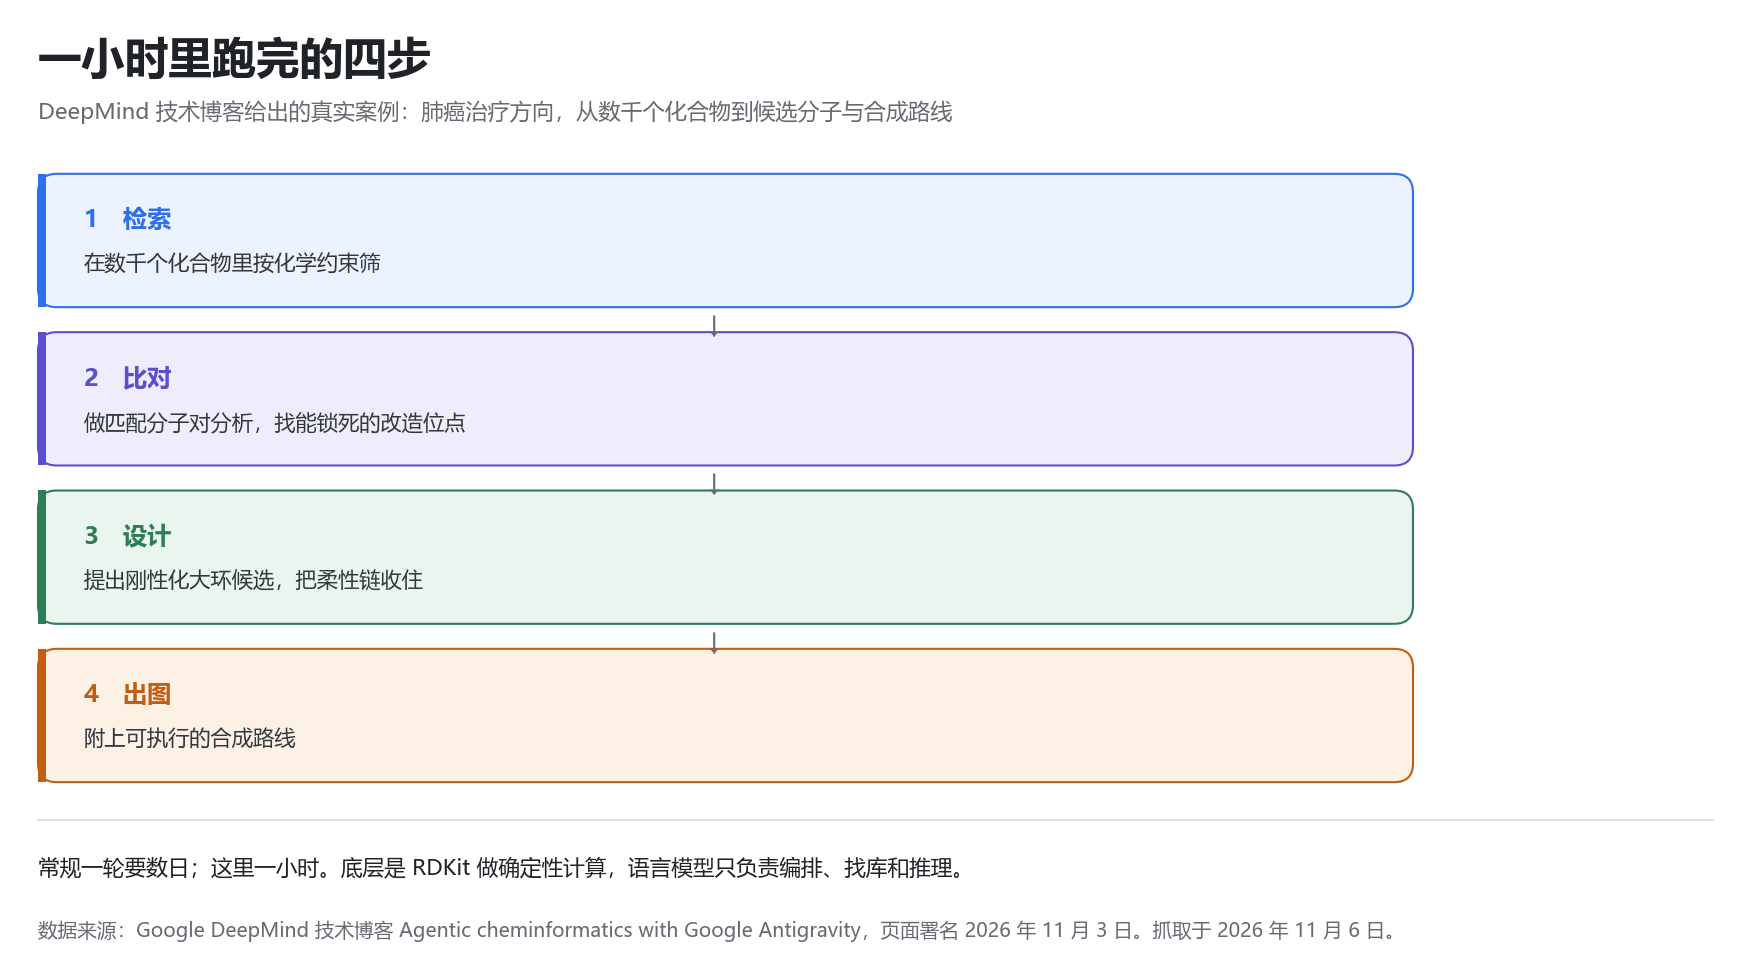 一小时里跑完的四步
DeepMind 技术博客给出的真实案例：肺癌治疗方向，从数千个化合物到候选分子与合成路线
1 检索
在数千个化合物里按化学约束筛
↓
2 比对
做匹配分子对分析，找能锁死的改造位点
↓
3 设计
提出刚性化大环候选，把柔性链收住
↓
4 出图
附上可执行的合成路线
常规一轮要数日；这里一小时。底层是 RDKit 做确定性计算，语言模型只负责编排、找库和推理。
数据来源：Google DeepMind 技术博客 Agentic cheminformatics with Google Antigravity，页面署名 2026 年 11 月 3 日。抓取于 2026 年 11 月 6 日。